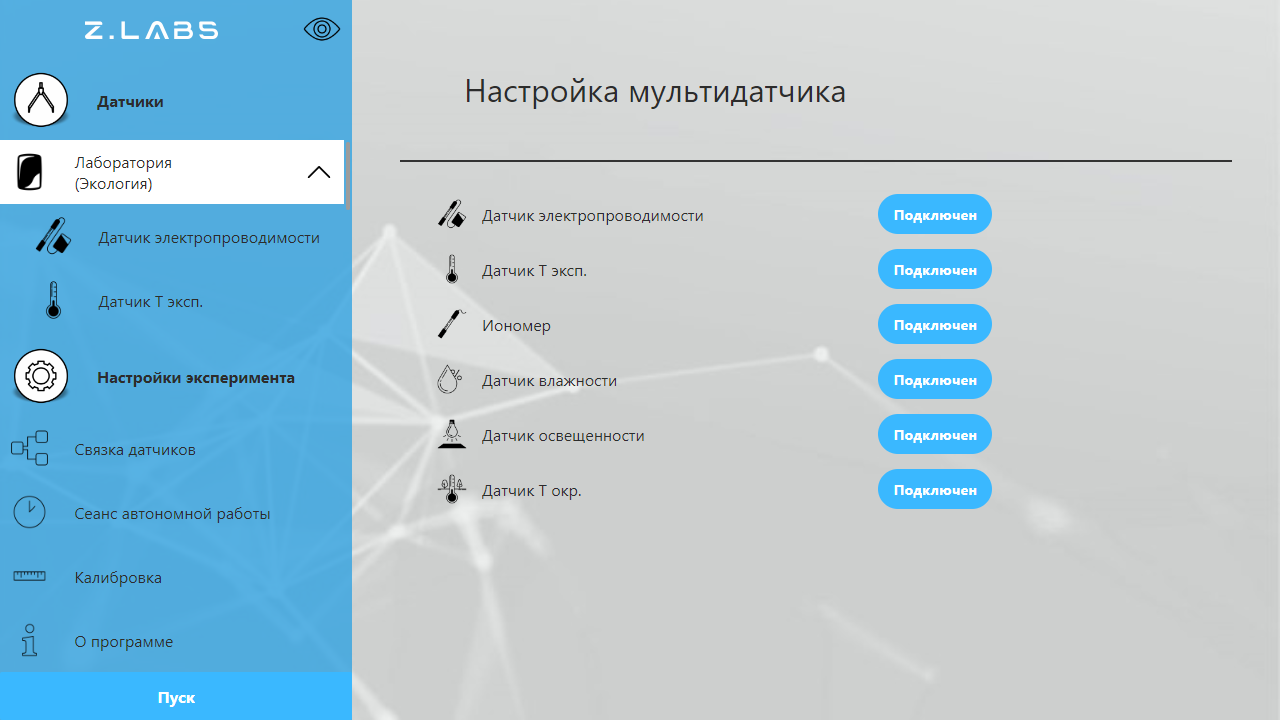 Z.LABS
Датчики
Лаборатория
(Экология)
Датчик электропроводимости
Датчик Т эксп.
Настройки эксперимента
Связка датчиков
Сеанс автономной работы
Калибровка
О программе
Пуск
Настройка мультидатчика
Датчик электропроводимости
Подключен
Датчик Т эксп.
Подключен
Иономер
Подключен
Датчик влажности
Подключен
Датчик освещенности
Подключен
Датчик Т окр.
Подключен